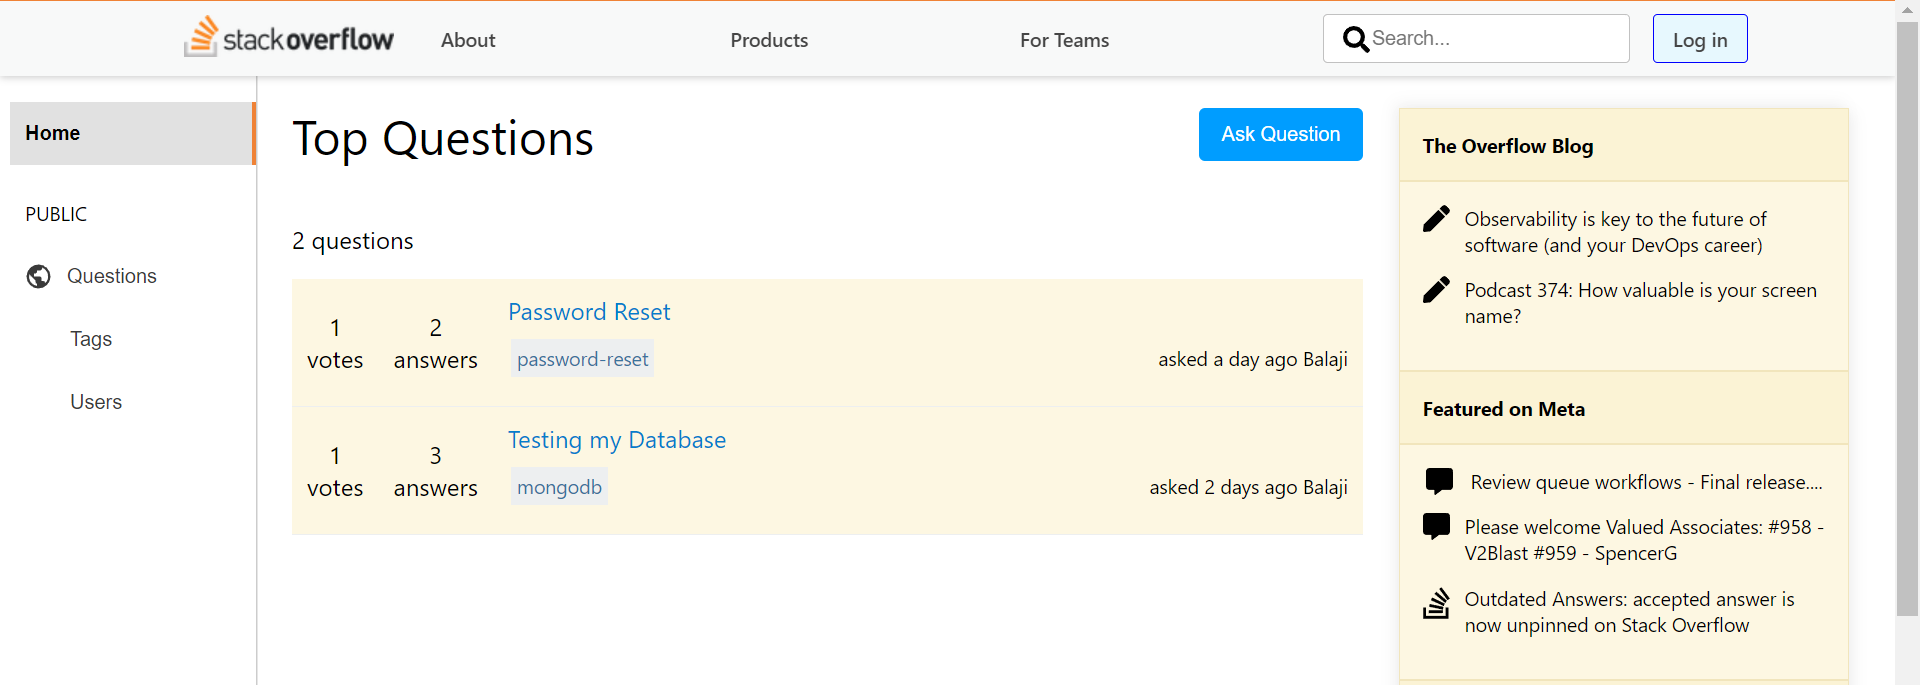 stackoverflow About Products For Teams Search... Log in
Home
PUBLIC
Questions
Tags
Users
Top Questions
Ask Question
2 questions
1 votes
2 answers
Password Reset
password-reset
asked a day ago Balaji
1 votes
3 answers
Testing my Database
mongodb
asked 2 days ago Balaji
The Overflow Blog
Observability is key to the future of
software (and your DevOps career)
Podcast 374: How valuable is your screen
name?
Featured on Meta
Review queue workflows - Final release....
Please welcome Valued Associates: #958 -
V2Blast #959 - SpencerG
Outdated Answers: accepted answer is
now unpinned on Stack Overflow